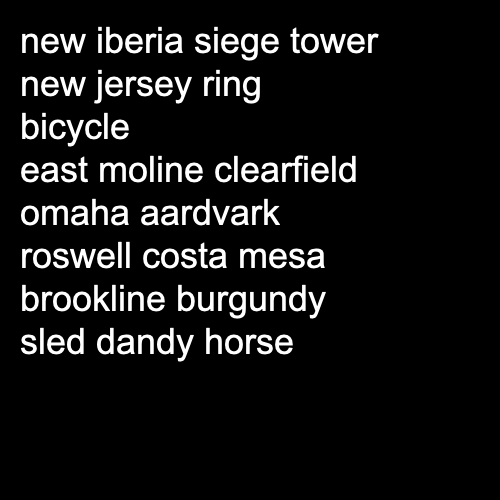 new iberia siege tower
new jersey ring
bicycle
east moline clearfield
omaha aardvark
roswell costa mesa
brookline burgundy
sled dandy horse